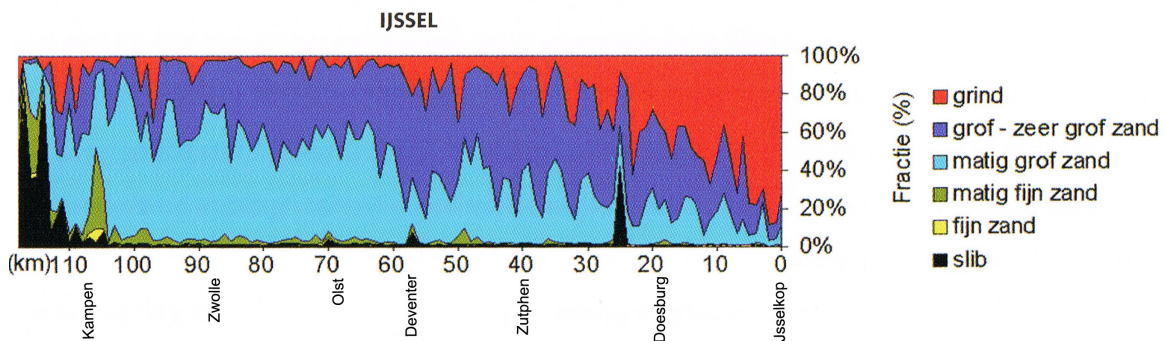 IJSSEL
100%
80%
60%
40%
20%
0%
Fractie (%)
(km)110 100 90 80 70 60 50 40 30 20 10 0
Kampen
Zwolle
Olst
Deventer
Zutphen
Doesburg
IJsselkop
grind
grof - zeer grof zand
matig grof zand
matig fijn zand
fijn zand
slib